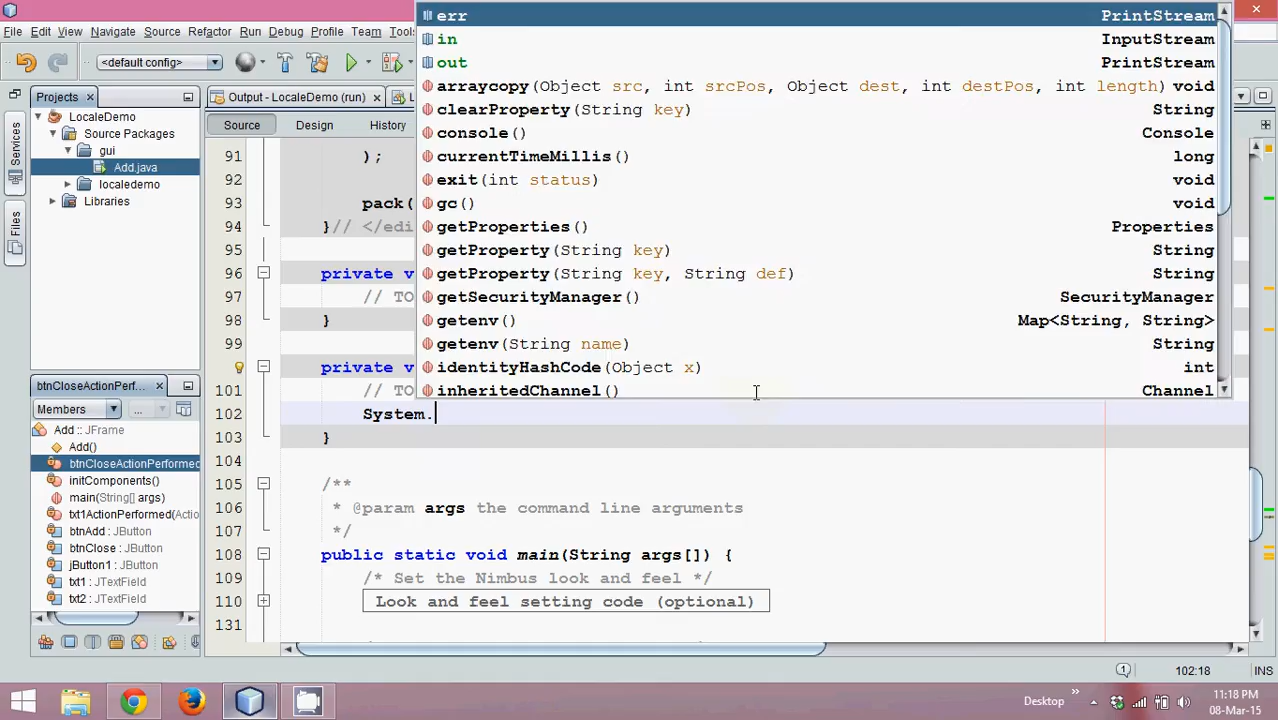 File Edit View Navigate Source Refactor Run Debug Profile Team Tools
<default config>
Projects
Output - LocaleDemo (run)
Source Design History
Services
Files
LocaleDemo
Source Packages
gui
Add.java
localedemo
Libraries
btnCloseActionPerf...
Members
...
Add :: JFrame
Add()
btnCloseActionPerformed
initComponents()
main(String[] args)
txt1ActionPerformed(Actio
btnAdd : JButton
btnClose : JButton
jButton1 : JButton
txt1 : JTextField
txt2 : JTextField
err PrintStream
in InputStream
out PrintStream
arraycopy(Object src, int srcPos, Object dest, int destPos, int length) void
clearProperty(String key) String
console() Console
currentTimeMillis() long
exit(int status) void
gc() void
getProperties() Properties
getProperty(String key) String
getProperty(String key, String def) String
getSecurityManager() SecurityManager
getenv() Map<String, String>
getenv(String name) String
identityHashCode(Object x) int
inheritedChannel() Channel
91 );
92
93 pack(
94 }// </edi
95
96 private v
97 // TO
98 }
99
100 private v
101 // TO
102 System.
103 }
104
105 /**
106 * @param args the command line arguments
107 */
108 public static void main(String args[]) {
109 /* Set the Nimbus look and feel */
110 Look and feel setting code (optional)
131
102:18 INS
Desktop
11:18 PM
08-Mar-15